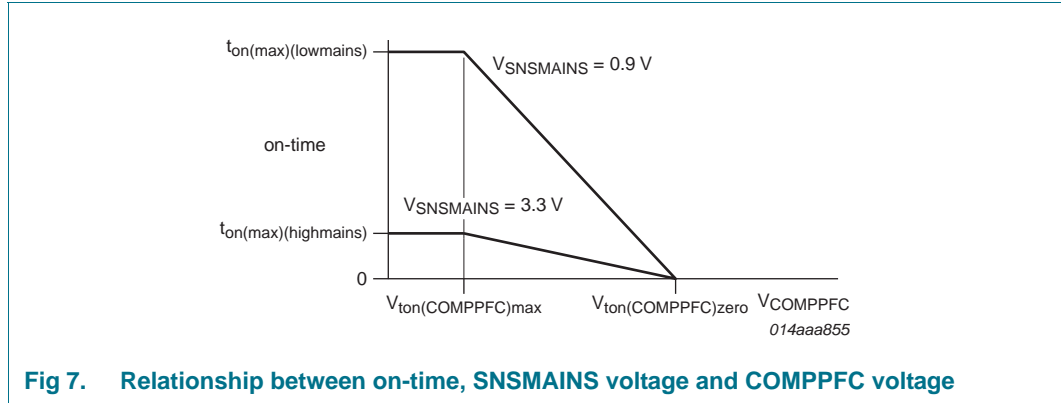 ton(max)(lowmains)
VSNSMAINS = 0.9 V
on-time
VSNSMAINS = 3.3 V
ton(max)(highmains)
0
Vton(COMPPFC)max
Vton(COMPPFC)zero
VCOMPPFC
014aaa855
Fig 7. Relationship between on-time, SNSMAINS voltage and COMPPFC voltage